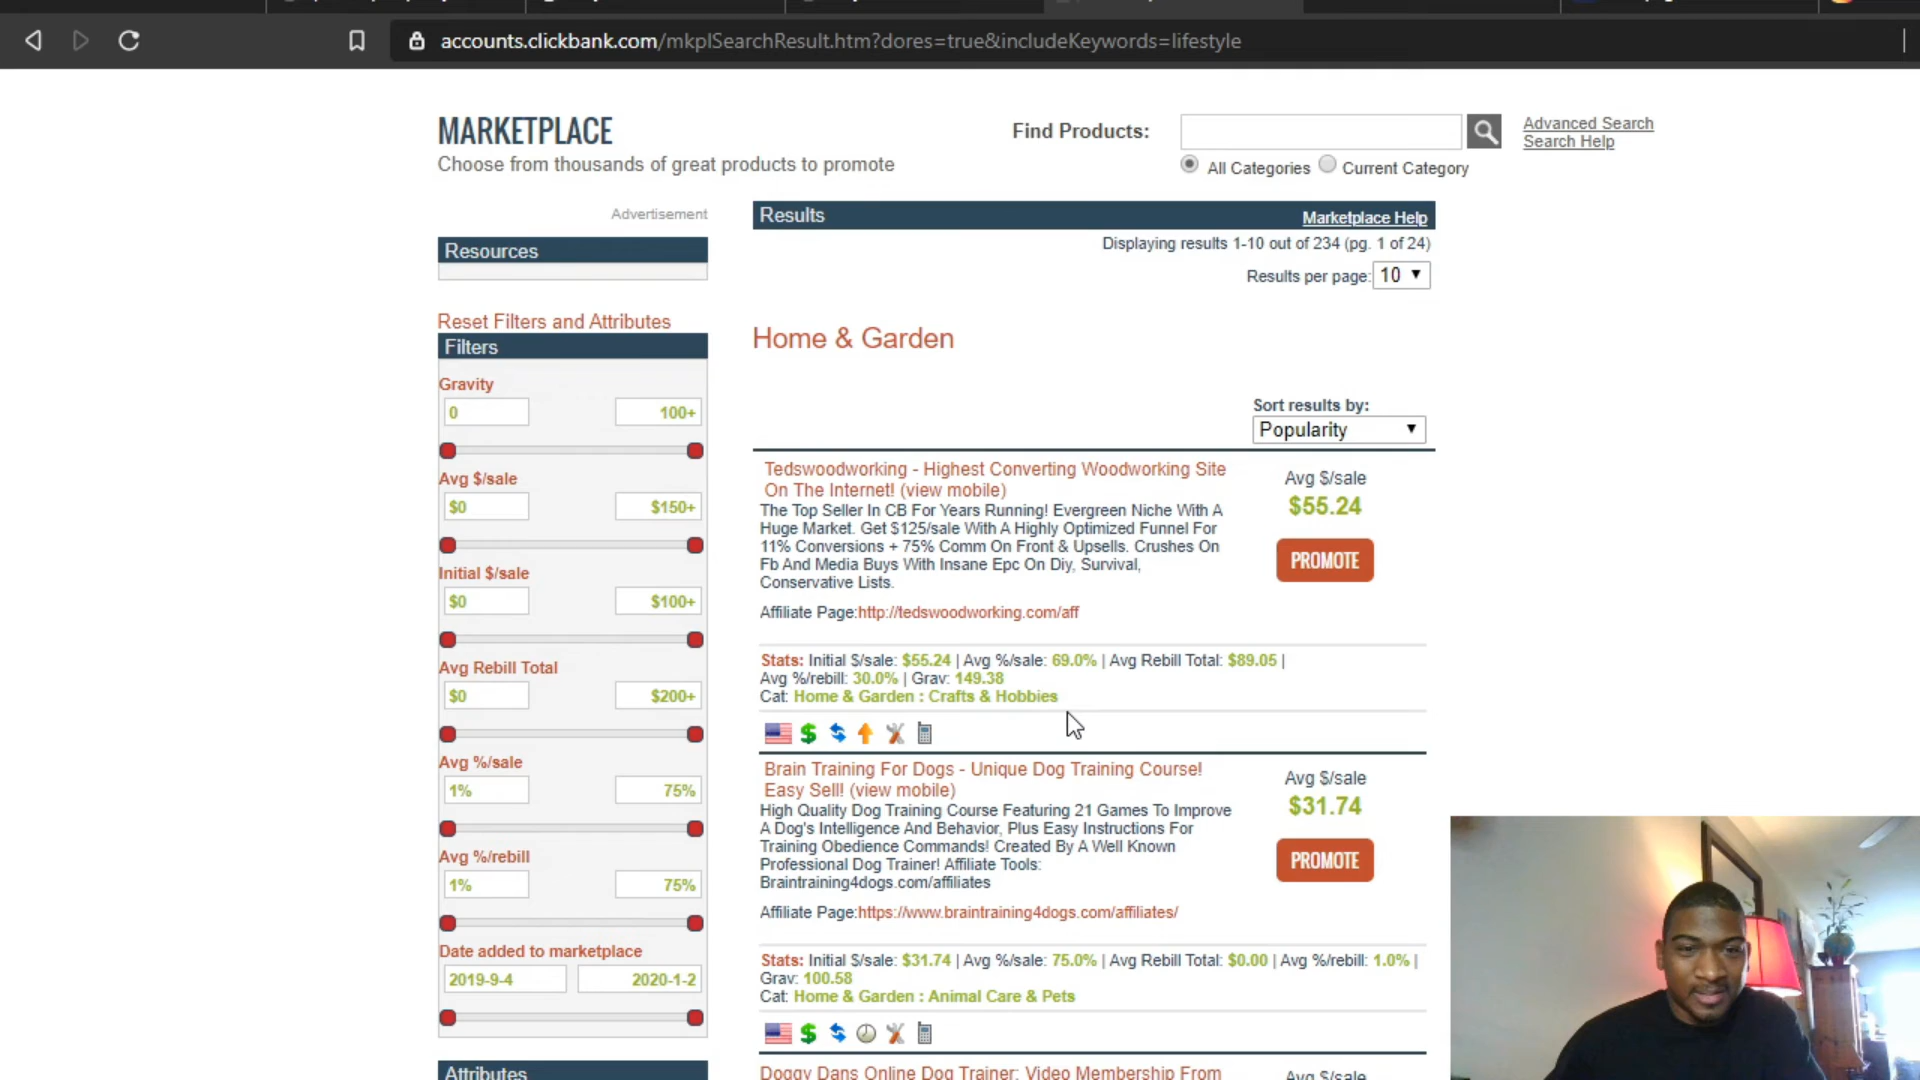 accounts.clickbank.com/mkplSearchResult.htm?dores=true&includeKeywords=lifestyle
MARKETPLACE
Choose from thousands of great products to promote
Find Products:
Advanced Search
Search Help
All Categories
Current Category
Advertisement
Resources
Reset Filters and Attributes
Filters
Gravity
0
100+
Avg $/sale
$0
$150+
Initial $/sale
$0
$100+
Avg Rebill Total
$0
$200+
Avg %/sale
1%
75%
Avg %/rebill
1%
75%
Date added to marketplace
2019-9-4
2020-1-2
Attributes
Results
Marketplace Help
Displaying results 1-10 out of 234 (pg. 1 of 24)
Results per page: 10
Home & Garden
Sort results by:
Popularity
Tedswoodworking - Highest Converting Woodworking Site
On The Internet! (view mobile)
The Top Seller In CB For Years Running! Evergreen Niche With A
Huge Market. Get $125/sale With A Highly Optimized Funnel For
11% Conversions + 75% Comm On Front & Upsells. Crushes On
Fb And Media Buys With Insane Epc On Diy, Survival,
Conservative Lists.
Avg $/sale
$55.24
PROMOTE
Affiliate Page:http://tedswoodworking.com/aff
Stats: Initial $/sale: $55.24 | Avg %/sale: 69.0% | Avg Rebill Total: $89.05 |
Avg %/rebill: 30.0% | Grav: 149.38
Cat: Home & Garden : Crafts & Hobbies
Brain Training For Dogs - Unique Dog Training Course!
Easy Sell! (view mobile)
High Quality Dog Training Course Featuring 21 Games To Improve
A Dog's Intelligence And Behavior, Plus Easy Instructions For
Training Obedience Commands! Created By A Well Known
Professional Dog Trainer! Affiliate Tools:
Braintraining4dogs.com/affiliates
Avg $/sale
$31.74
PROMOTE
Affiliate Page:https://www.braintraining4dogs.com/affiliates/
Stats: Initial $/sale: $31.74 | Avg %/sale: 75.0% | Avg Rebill Total: $0.00 | Avg %/rebill: 1.0% |
Grav: 100.58
Cat: Home & Garden : Animal Care & Pets
Doggy Dans Online Dog Trainer: Video Membership From
Avg $/sale